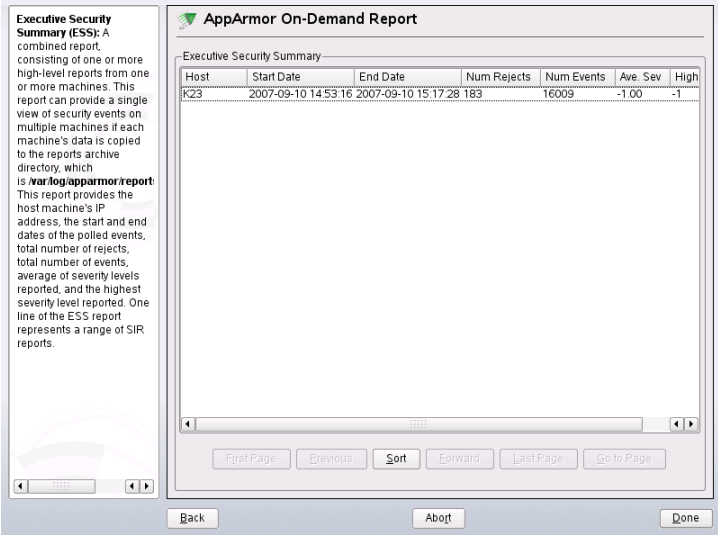 Executive Security
Summary (ESS): A
combined report,
consisting of one or more
high-level reports from one
or more machines. This
report can provide a single
view of security events on
multiple machines if each
machine's data is copied
to the reports archive
directory, which
is /var/log/apparmor/reports
This report provides the
host machine's IP
address, the start and end
dates of the polled events,
total number of rejects,
total number of events,
average of severity levels
reported, and the highest
severity level reported. One
line of the ESS report
represents a range of SIR
reports.
AppArmor On-Demand Report
Executive Security Summary
Host Start Date End Date Num Rejects Num Events Ave. Sev High
K23 2007-09-10 14:53:16 2007-09-10 15:17:28 183 16009 -1.00 -1
First Page Previous Sort Forward Last Page Go to Page
Back Abort Done